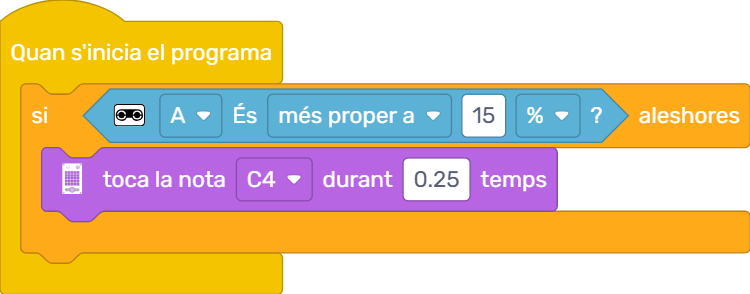 Quan s'inicia el programa
si A És més proper a 15 % ? aleshores
toca la nota C4 durant 0.25 temps